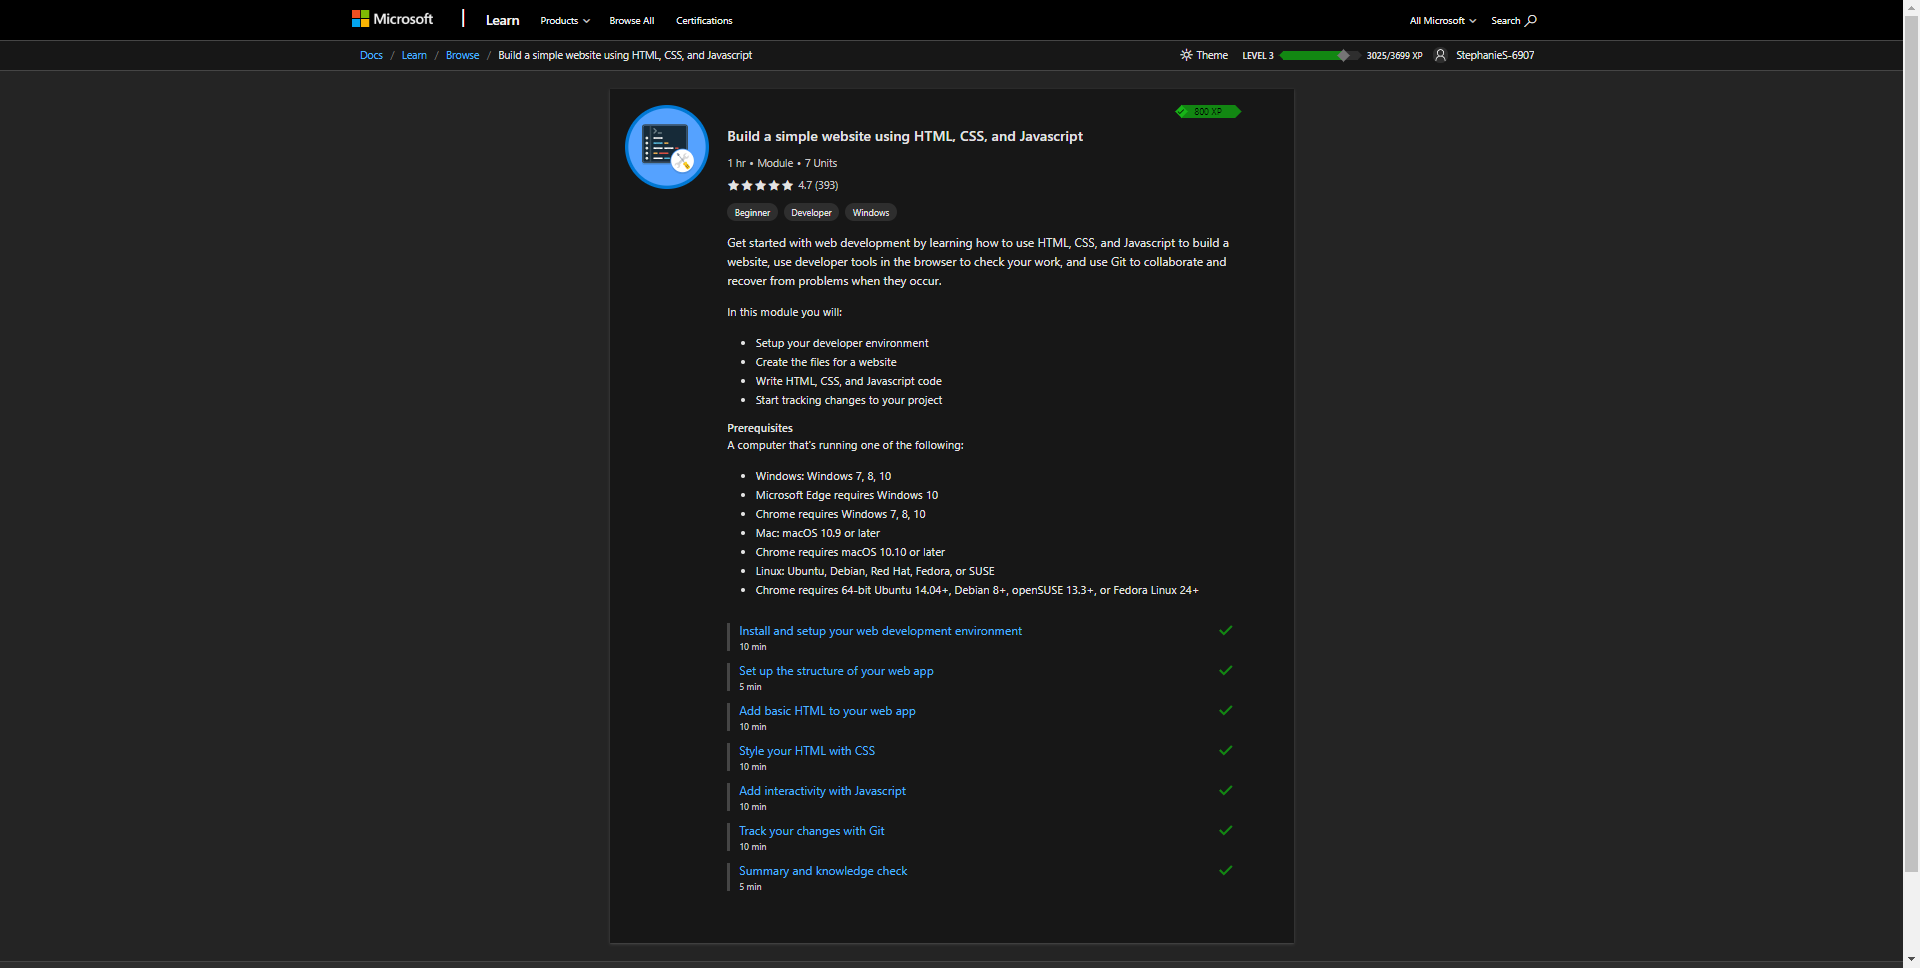 Microsoft
Learn
Products
Browse All
Certifications
All Microsoft
Search
Docs / Learn / Browse / Build a simple website using HTML, CSS, and Javascript
Theme
LEVEL 3
3025/3699 XP
StephanieS-6907
800 XP
Build a simple website using HTML, CSS, and Javascript
1 hr • Module • 7 Units
4.7 (393)
Beginner
Developer
Windows
Get started with web development by learning how to use HTML, CSS, and Javascript to build a
website, use developer tools in the browser to check your work, and use Git to collaborate and
recover from problems when they occur.
In this module you will:
• Setup your developer environment
• Create the files for a website
• Write HTML, CSS, and Javascript code
• Start tracking changes to your project
Prerequisites
A computer that's running one of the following:
• Windows: Windows 7, 8, 10
• Microsoft Edge requires Windows 10
• Chrome requires Windows 7, 8, 10
• Mac: macOS 10.9 or later
• Chrome requires macOS 10.10 or later
• Linux: Ubuntu, Debian, Red Hat, Fedora, or SUSE
• Chrome requires 64-bit Ubuntu 14.04+, Debian 8+, openSUSE 13.3+, or Fedora Linux 24+
Install and setup your web development environment
10 min
Set up the structure of your web app
5 min
Add basic HTML to your web app
10 min
Style your HTML with CSS
10 min
Add interactivity with Javascript
10 min
Track your changes with Git
10 min
Summary and knowledge check
5 min